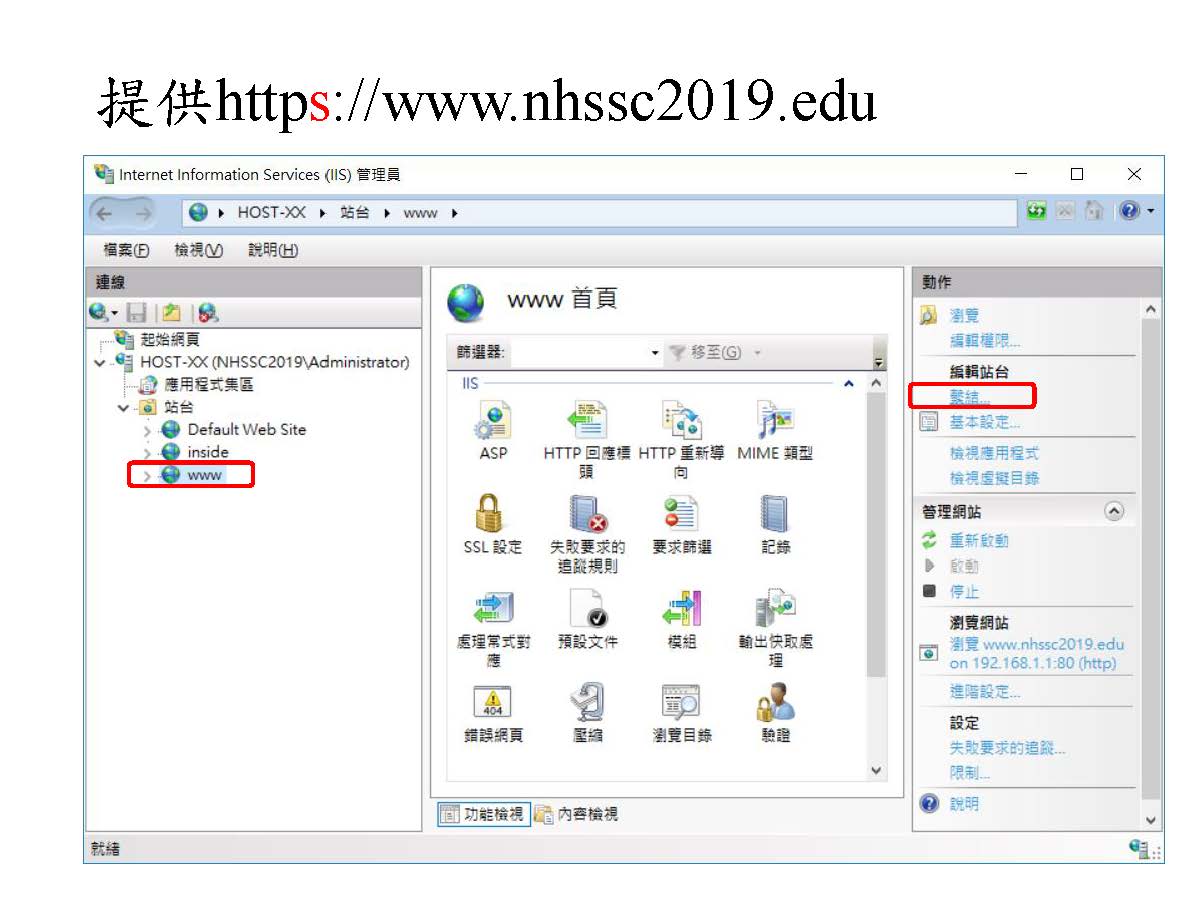 提供https://www.nhssc2019.edu
Internet Information Services (IIS) 管理員
HOST-XX 站台 www
檔案(F) 檢視(V) 說明(H)
連線
起始網頁
HOST-XX (NHSSC2019\Administrator)
應用程式集區
站台
Default Web Site
inside
www
www 首頁
篩選器: 移至(G)
IIS
ASP
HTTP 回應標
頭
HTTP 重新導
向
MIME 類型
SSL 設定
失敗要求的
追蹤規則
要求篩選
記錄
處理常式對
應
預設文件
模組
輸出快取處
理
404
錯誤網頁
壓縮
瀏覽目錄
驗證
功能檢視 內容檢視
動作
瀏覽
編輯權限...
編輯站台
繫結...
基本設定...
檢視應用程式
檢視虛擬目錄
管理網站
重新啟動
啟動
停止
瀏覽網站
瀏覽 www.nhssc2019.edu
on 192.168.1.1:80 (http)
進階設定...
設定
失敗要求的追蹤...
限制...
說明
就緒